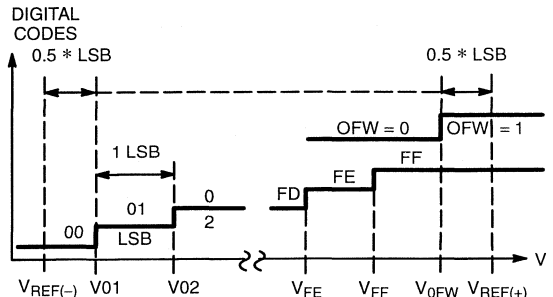 DIGITAL
CODES
0.5 * LSB
0.5 * LSB
OFW = 0
OFW = 1
1 LSB
FF
FE
FD
0
2
01
LSB
00
V
VREF(–)
V01
V02
VFE
VFF
V0FW
VREF(+)